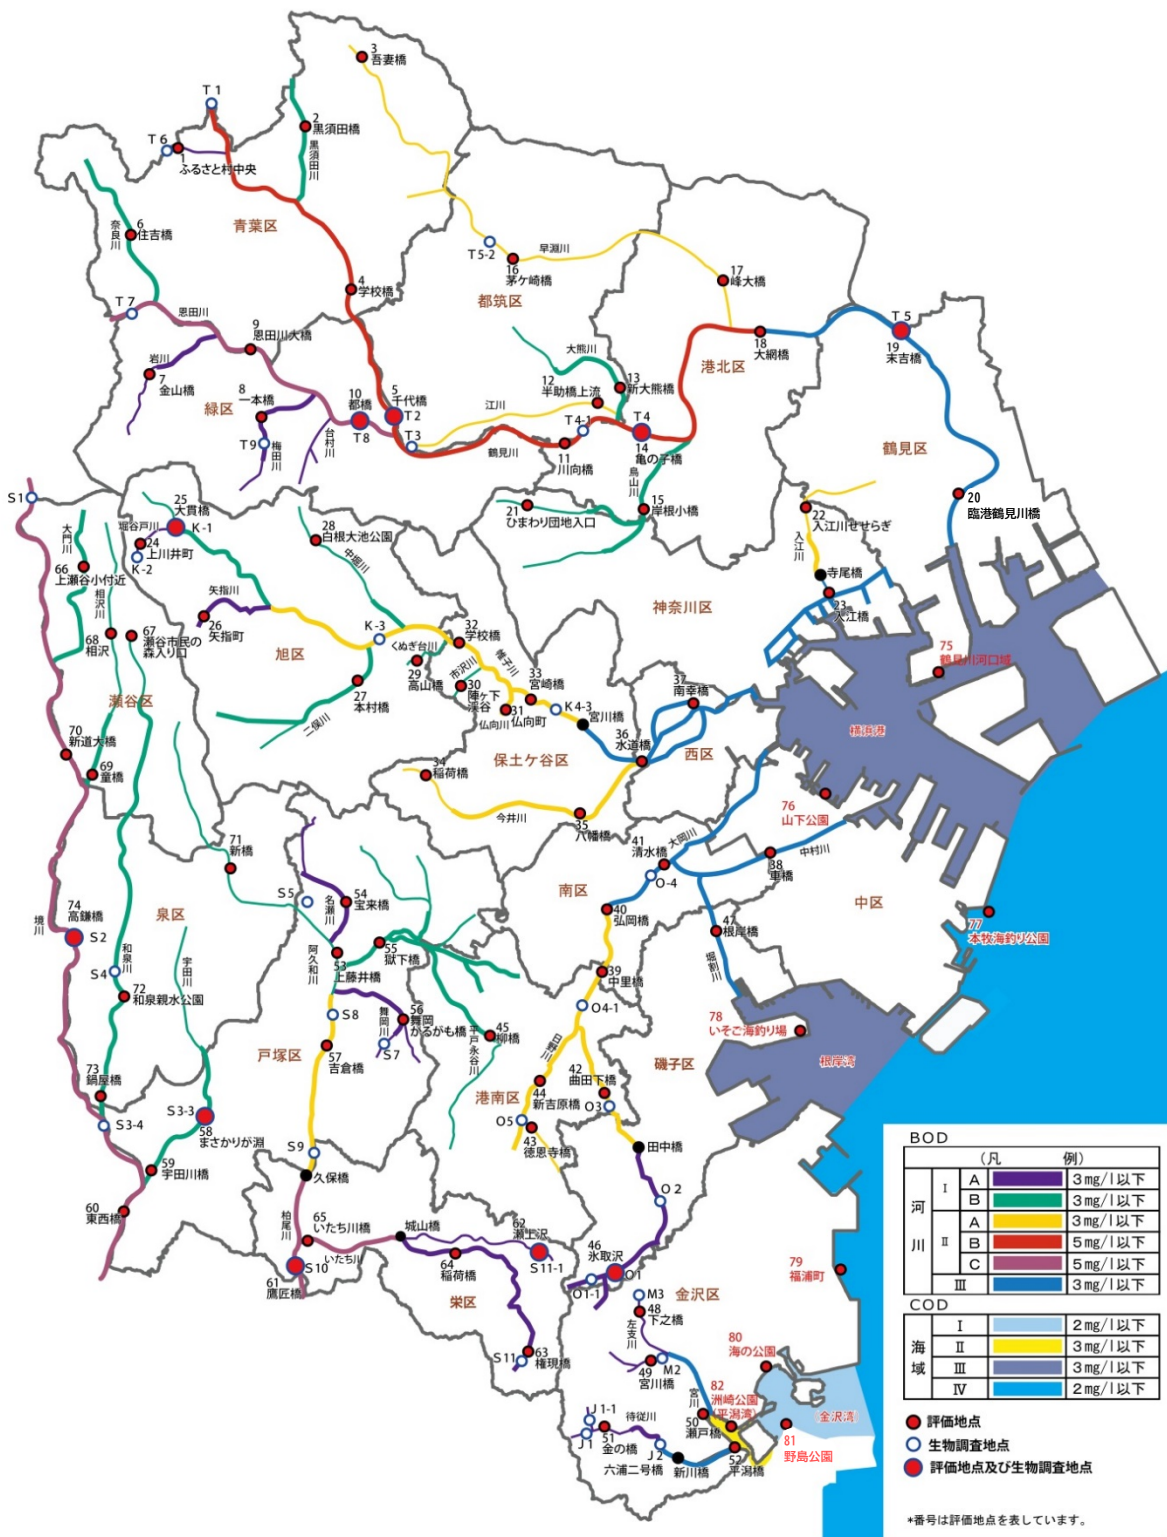 3
吾妻橋
T 1
2
黒須田橋
黒須田川
T 6
1
ふるさと村中央
青葉区
6
住吉橋
奈良川
T 5-2
16
茅ケ崎橋
早淵川
17
峰大橋
4
学校橋
都筑区
T 7
恩田川
9
恩田川大橋
T 5
19
末吉橋
18
大綱橋
港北区
大熊川
13
新大熊橋
12
半助橋上流
岩川
7
金山橋
8
一本橋
緑区
10
都橋
T 8
5
千代橋
T 2
江川
T 3
T 4-1
T 4
14
亀の子橋
T 9
梅田川
台村川
鶴見川
11
川向橋
鳥山川
鶴見区
S 1
25
大貫橋
K -1
堀谷戸川
24
上川井町
K - 2
28
白根大池公園
中堀川
21
ひまわり団地入口
15
岸根小橋
22
入江川せせらぎ
入江川
20
臨港鶴見川橋
大門川
66
上瀬谷小付近
相沢川
矢指川
26
矢指町
寺尾橋
23
入江橋
神奈川区
68
相沢
67
瀬谷市民の
森入り口
旭区
K -3
くぬぎ台川
32
学校橋
29
高山橋
市沢川
30
陣ヶ下
渓谷
帷子川
33
宮崎橋
31
仏向町
仏向川
K 4-3
宮川橋
75
鶴見川河口域
瀬谷区
27
本村橋
二俣川
37
南幸橋
36
水道橋
西区
横浜港
70
新道大橋
69
童橋
34
稲荷橋
保土ケ谷区
今井川
35
八幡橋
76
山下公園
71
新橋
41
清水橋
大岡川
O -4
38
車橋
中村川
74
高鎌橋
S 2
境川
泉区
S 5
名瀬川
54
宝来橋
南区
40
弘岡橋
47
根岸橋
堀割川
中区
77
本牧海釣り公園
S 4
和泉川
宇田川
72
和泉親水公園
阿久和川
53
上藤井橋
55
嶽下橋
39
中里橋
O4-1
S 8
舞岡川
56
舞岡
かるがも橋
S 7
平戸永谷川
45
柳橋
日野川
78
いそご海釣り場
根岸湾
戸塚区
57
吉倉橋
磯子区
73
鍋屋橋
S 3-4
S 3-3
58
まさかりが淵
港南区
44
新吉原橋
42
曲田下橋
O3
O5
43
徳恩寺橋
59
宇田川橋
S9
久保橋
田中橋
60
東西橋
柏尾川
65
いたち川橋
いたち川
城山橋
62
瀬上沢
S11-1
O 2
61
鷹匠橋
S 10
64
稲荷橋
栄区
46
氷取沢
O1
O1-1
79
福浦町
金沢区
M3
48
下之橋
左支川
S 11
63
権現橋
49
宮川橋
M2
宮川
80
海の公園
82
洲崎公園
(平潟湾)
50
瀬戸橋
(金沢湾)
J 1-1
J 1
51
金の橋
侍従川
J 2
六浦二号橋
新川橋
52
平潟橋
81
野島公園
BOD
(凡 例)
河川
Ⅰ A 3 mg/l 以下
B 3 mg/l 以下
Ⅱ A 3 mg/l 以下
B 5 mg/l 以下
C 5 mg/l 以下
Ⅲ 3 mg/l 以下
COD
海域
Ⅰ 2 mg/l 以下
Ⅱ 3 mg/l 以下
Ⅲ 3 mg/l 以下
Ⅳ 2 mg/l 以下
評価地点
生物調査地点
評価地点及び生物調査地点
*番号は評価地点を表しています。